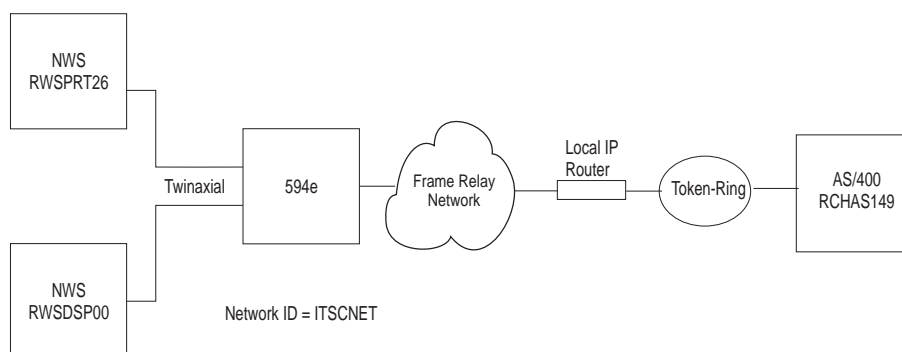 NWS
RWSPRT26
Twinaxial
594e
Frame Relay
Network
Local IP
Router
Token-Ring
AS/400
RCHAS149
NWS
RWSDSP00
Network ID = ITSCNET